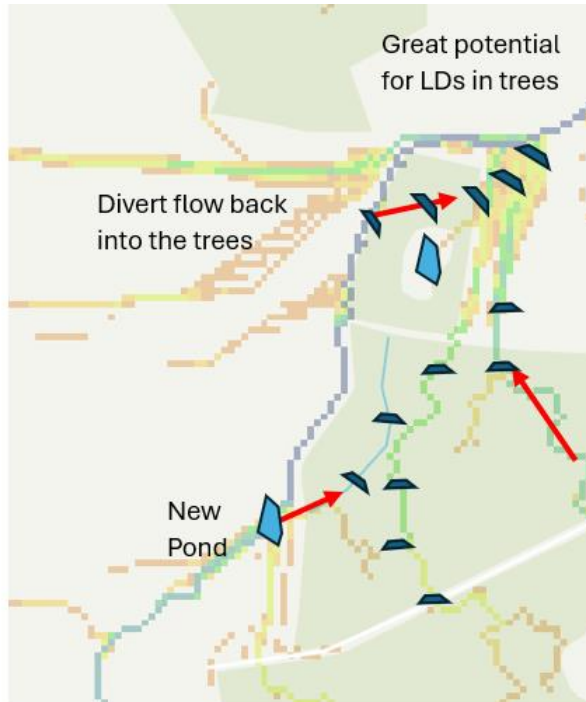 Great potential
for LDs in trees
Divert flow back
into the trees
New
Pond